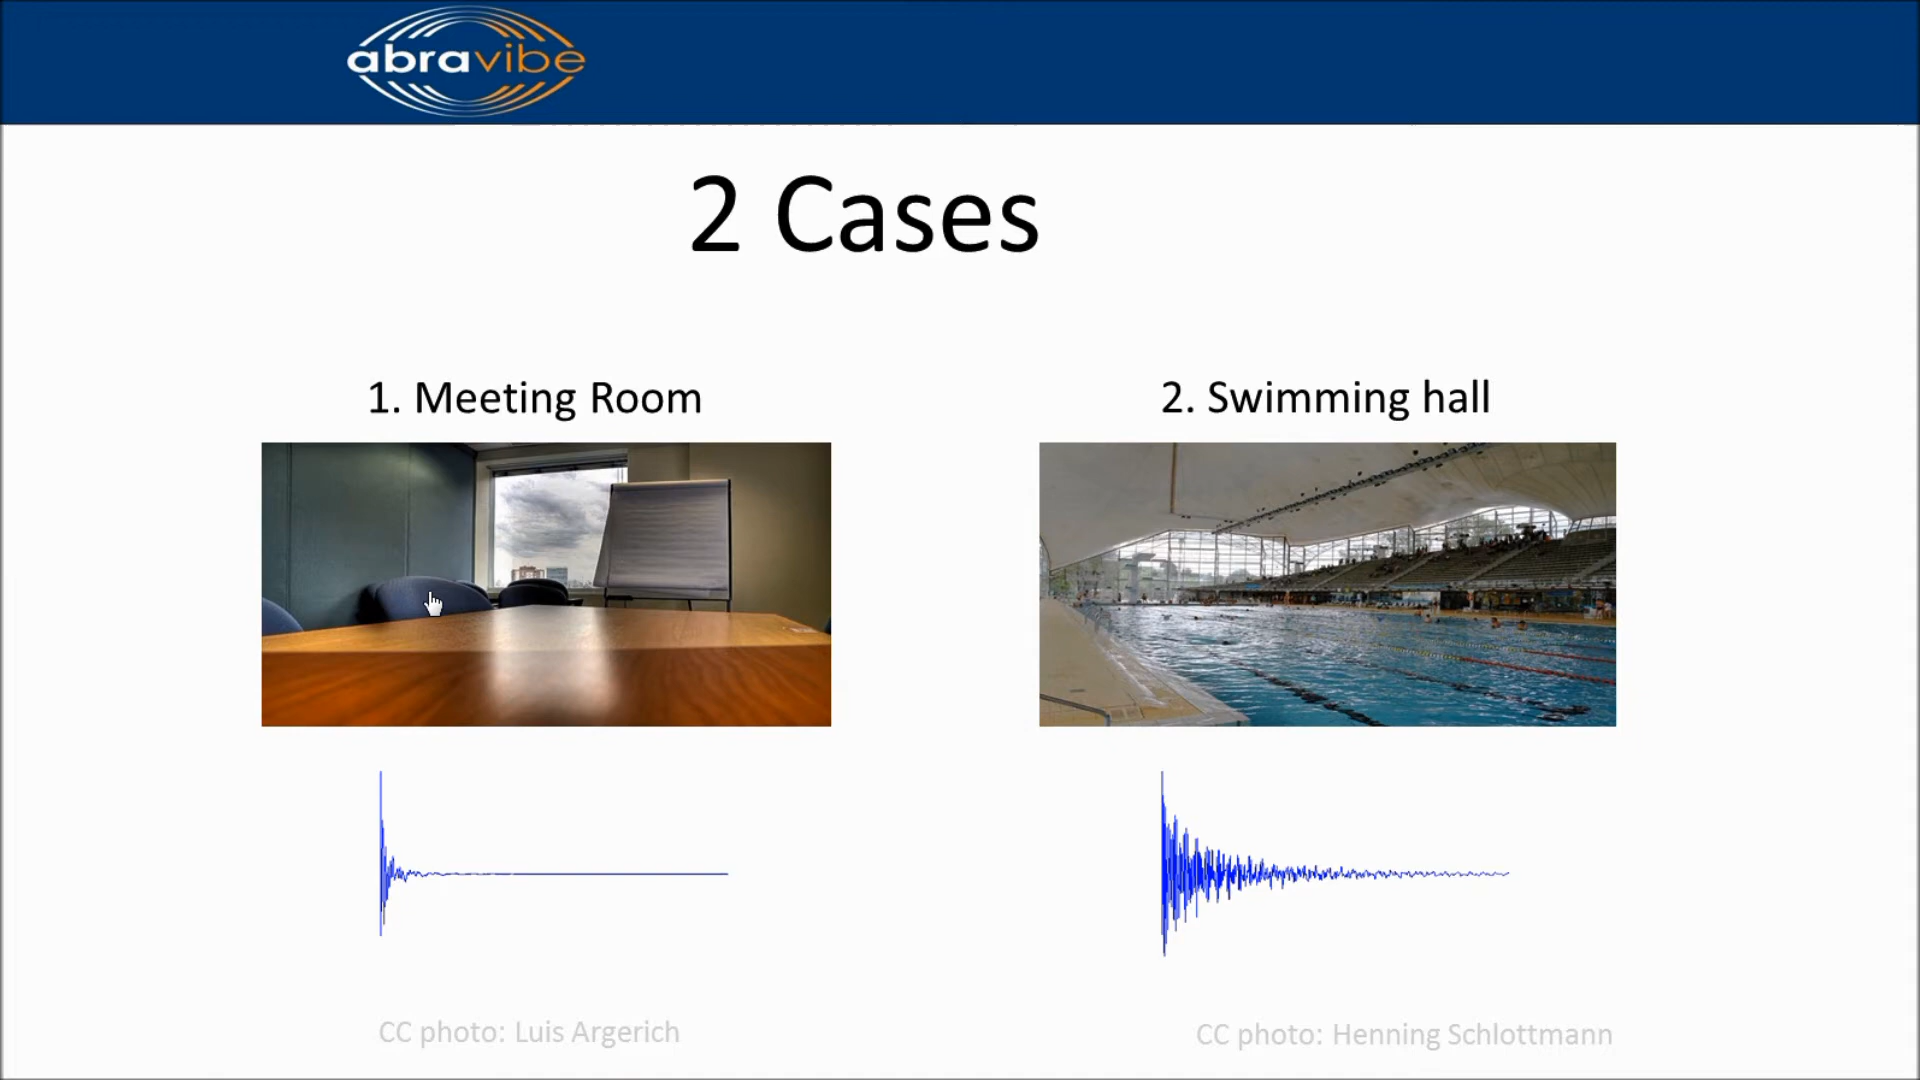 abravibe
2 Cases
1. Meeting Room
2. Swimming hall
CC photo: Luis Argerich
CC photo: Henning Schlottmann